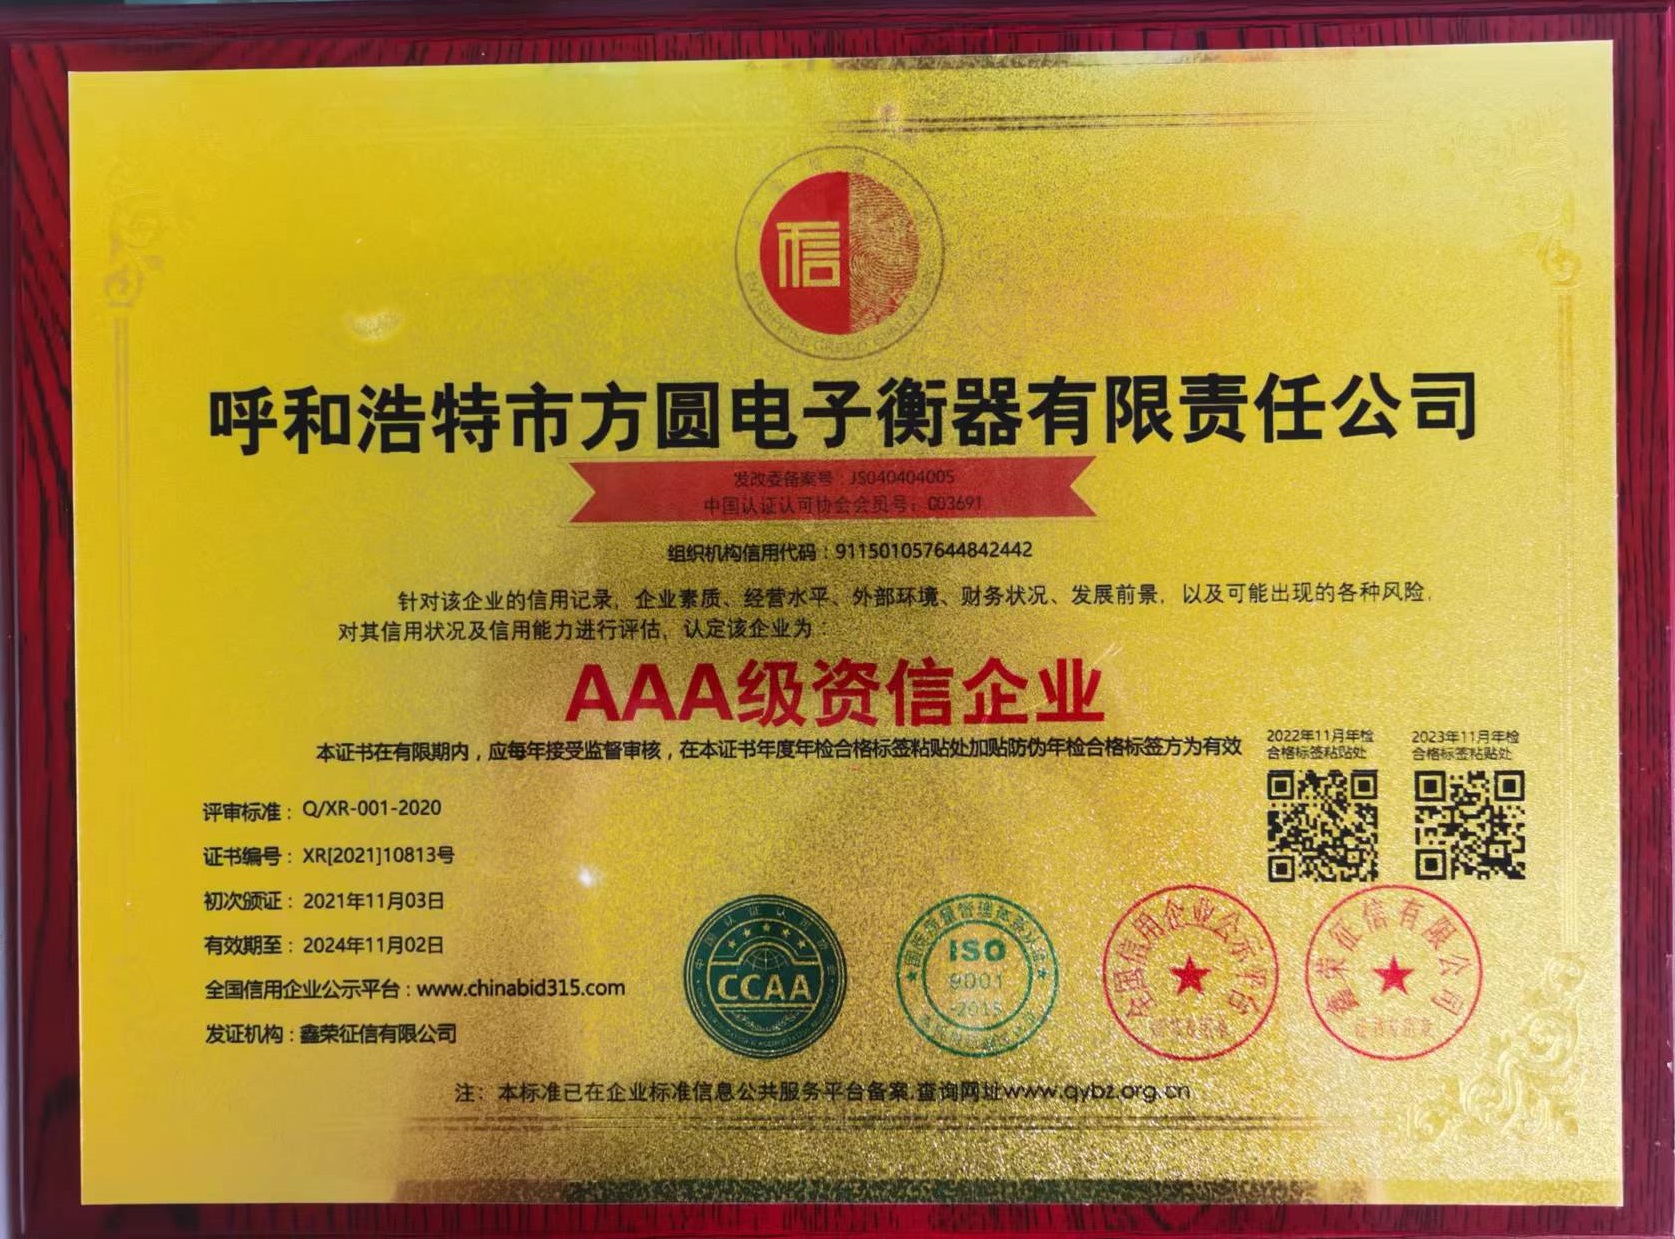 信
呼和浩特市方圆电子衡器有限责任公司
发改委备案号：JS040404005
中国认证认可协会会员号：C03691
组织机构信用代码：911501057644842442
针对该企业的信用记录，企业素质、经营水平、外部环境、财务状况、发展前景，以及可能出现的各种风险，
对其信用状况及信用能力进行评估，认定该企业为：
AAA级资信企业
本证书在有限期内，应每年接受监督审核，在本证书年度年检合格标签粘贴处加贴防伪年检合格标签方为有效
2022年11月年检
合格标签粘贴处
2023年11月年检
合格标签粘贴处
评审标准：Q/XR-001-2020
证书编号：XR[2021]10813号
初次颁证：2021年11月03日
有效期至：2024年11月02日
全国信用企业公示平台：www.chinabid315.com
发证机构：鑫荣征信有限公司
中国认证认可协会
CCAA
ISO
9001
-2015
全国信用企业公示平台
鑫荣征信有限公司
注：本标准已在企业标准信息公共服务平台备案,查询网址www.qybz.org.cn